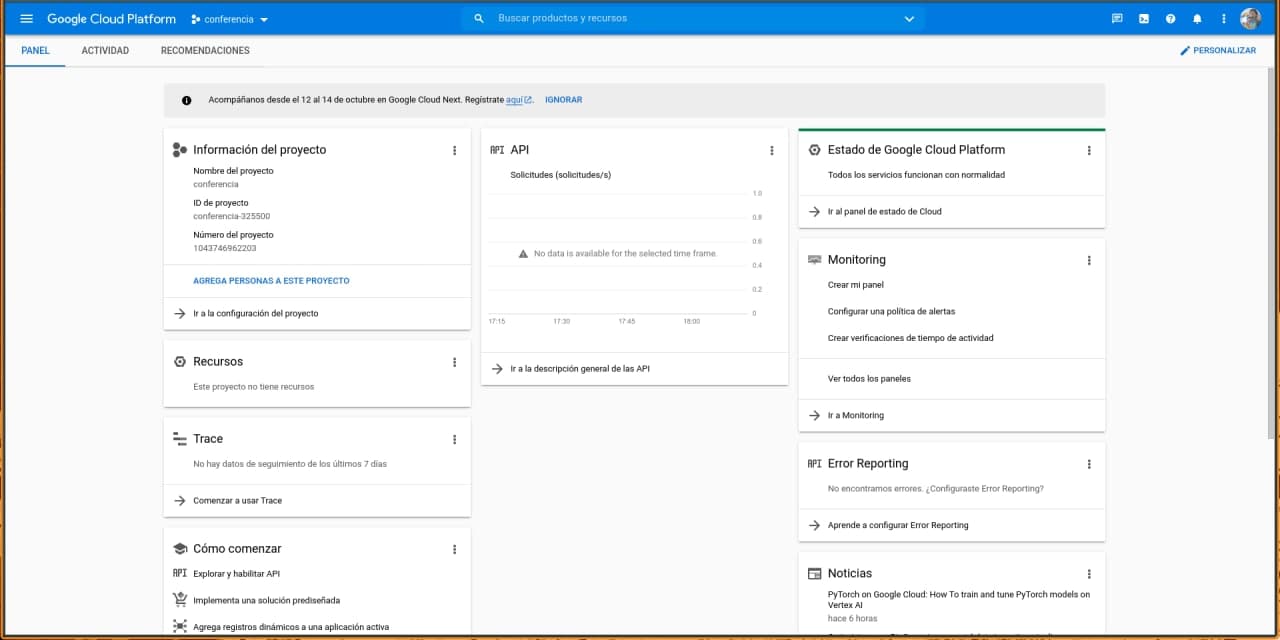 Google Cloud Platform
conferencia
Buscar productos y recursos
PANEL
ACTIVIDAD
RECOMENDACIONES
PERSONALIZAR
Acompáñanos desde el 12 al 14 de octubre en Google Cloud Next. Regístrate aquí. IGNORAR
Información del proyecto
Nombre del proyecto
conferencia
ID de proyecto
conferencia-325500
Número del proyecto
1043746962203
AGREGA PERSONAS A ESTE PROYECTO
Ir a la configuración del proyecto
Recursos
Este proyecto no tiene recursos
Trace
No hay datos de seguimiento de los últimos 7 días
Comenzar a usar Trace
Cómo comenzar
API Explorar y habilitar API
Implementa una solución prediseñada
Agrega registros dinámicos a una aplicación activa
API API
Solicitudes (solicitudes/s)
1.0
0.8
0.6
No data is available for the selected time frame.
0.4
0.2
0
17:15 17:30 17:45 18:00
Ir a la descripción general de las API
Estado de Google Cloud Platform
Todos los servicios funcionan con normalidad
Ir al panel de estado de Cloud
Monitoring
Crear mi panel
Configurar una política de alertas
Crear verificaciones de tiempo de actividad
Ver todos los paneles
Ir a Monitoring
API Error Reporting
No encontramos errores. ¿Configuraste Error Reporting?
Aprende a configurar Error Reporting
Noticias
PyTorch on Google Cloud: How To train and tune PyTorch models on
Vertex AI
hace 6 horas